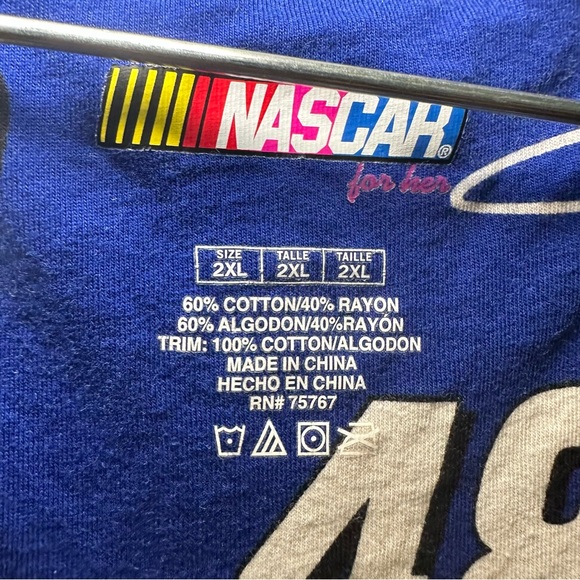 NASCAR®
for her
SIZE TALLE TAILLE
2XL 2XL 2XL
60% COTTON/40% RAYON
60% ALGODON/40%RAYÓN
TRIM: 100% COTTON/ALGODON
MADE IN CHINA
HECHO EN CHINA
RN# 75767
48